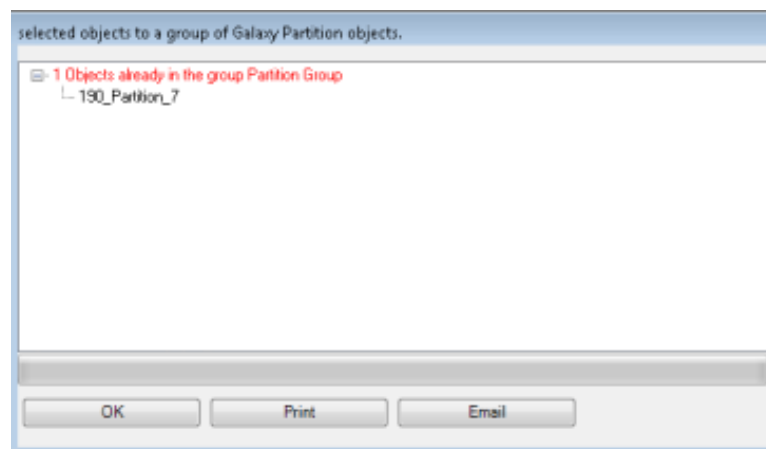 selected objects to a group of Galaxy Partition objects.
1 Objects already in the group Partition Group
190_Partition_7
OK
Print
Email